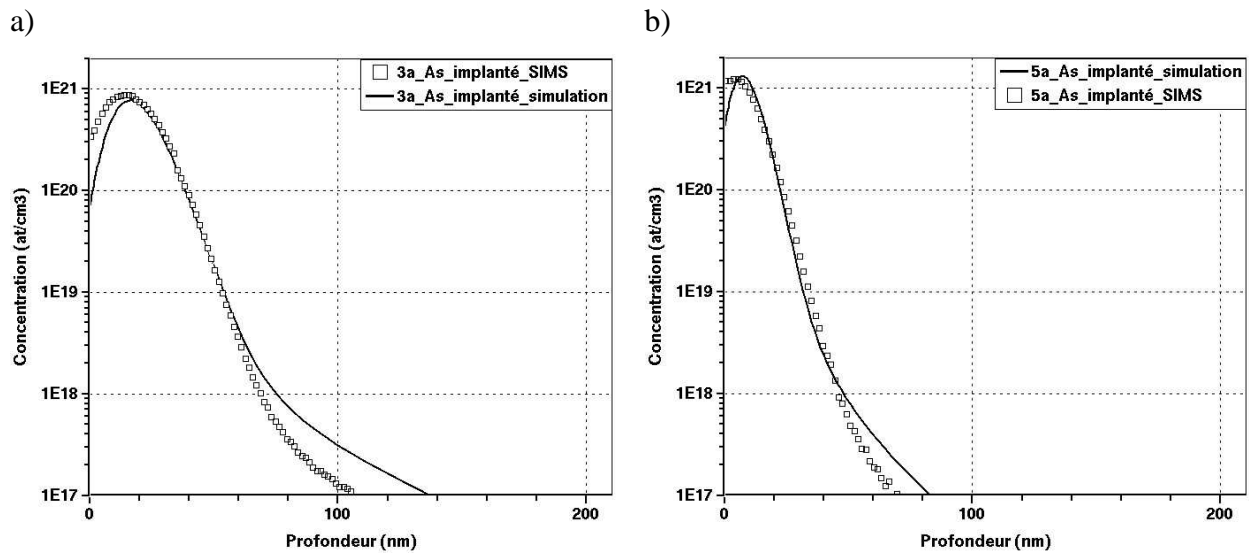 a)
3a_As_implanté_SIMS
3a_As_implanté_simulation
1E21
1E20
1E19
1E18
1E17
Concentration (at/cm3)
0
100
200
Profondeur (nm)
b)
5a_As_implanté_simulation
5a_As_implanté_SIMS
1E21
1E20
1E19
1E18
1E17
Concentration (at/cm3)
0
100
200
Profondeur (nm)